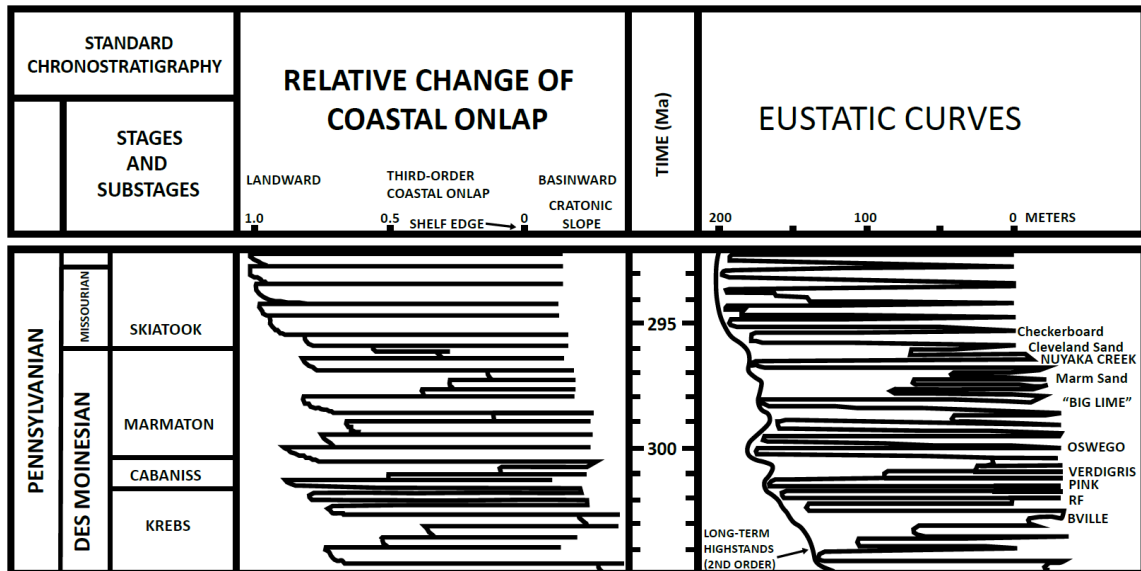 STANDARD
CHRONOSTRATIGRAPHY
STAGES
AND
SUBSTAGES
RELATIVE CHANGE OF
COASTAL ONLAP
LANDWARD
THIRD-ORDER
COASTAL ONLAP
BASINWARD
CRATONIC
SLOPE
SHELF EDGE
1.0
0.5
0
TIME (Ma)
EUSTATIC CURVES
200
100
0 METERS
PENNSYLVANIAN
MISSOURIAN
DES MOINESIAN
SKIATOOK
MARMATON
CABANISS
KREBS
295
300
Checkerboard
Cleveland Sand
NUYAKA CREEK
Marm Sand
“BIG LIME”
OSWEGO
VERDIGRIS
PINK
RF
BVILLE
LONG-TERM
HIGHSTANDS
(2ND ORDER)